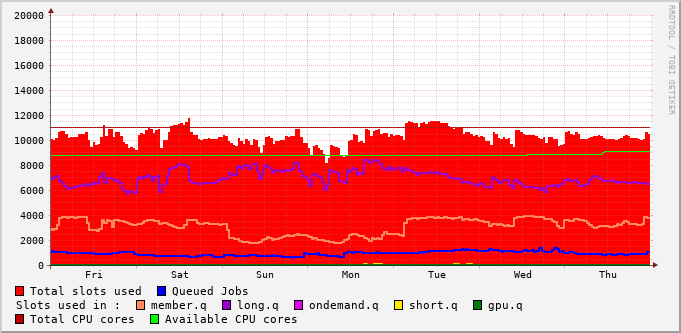 20000
18000
16000
14000
12000
10000
8000
6000
4000
2000
0
Fri Sat Sun Mon Tue Wed Thu
Total slots used Queued Jobs
Slots used in : member.q long.q ondemand.q short.q gpu.q
Total CPU cores Available CPU cores
RRDTOOL / TOBI OETIKER